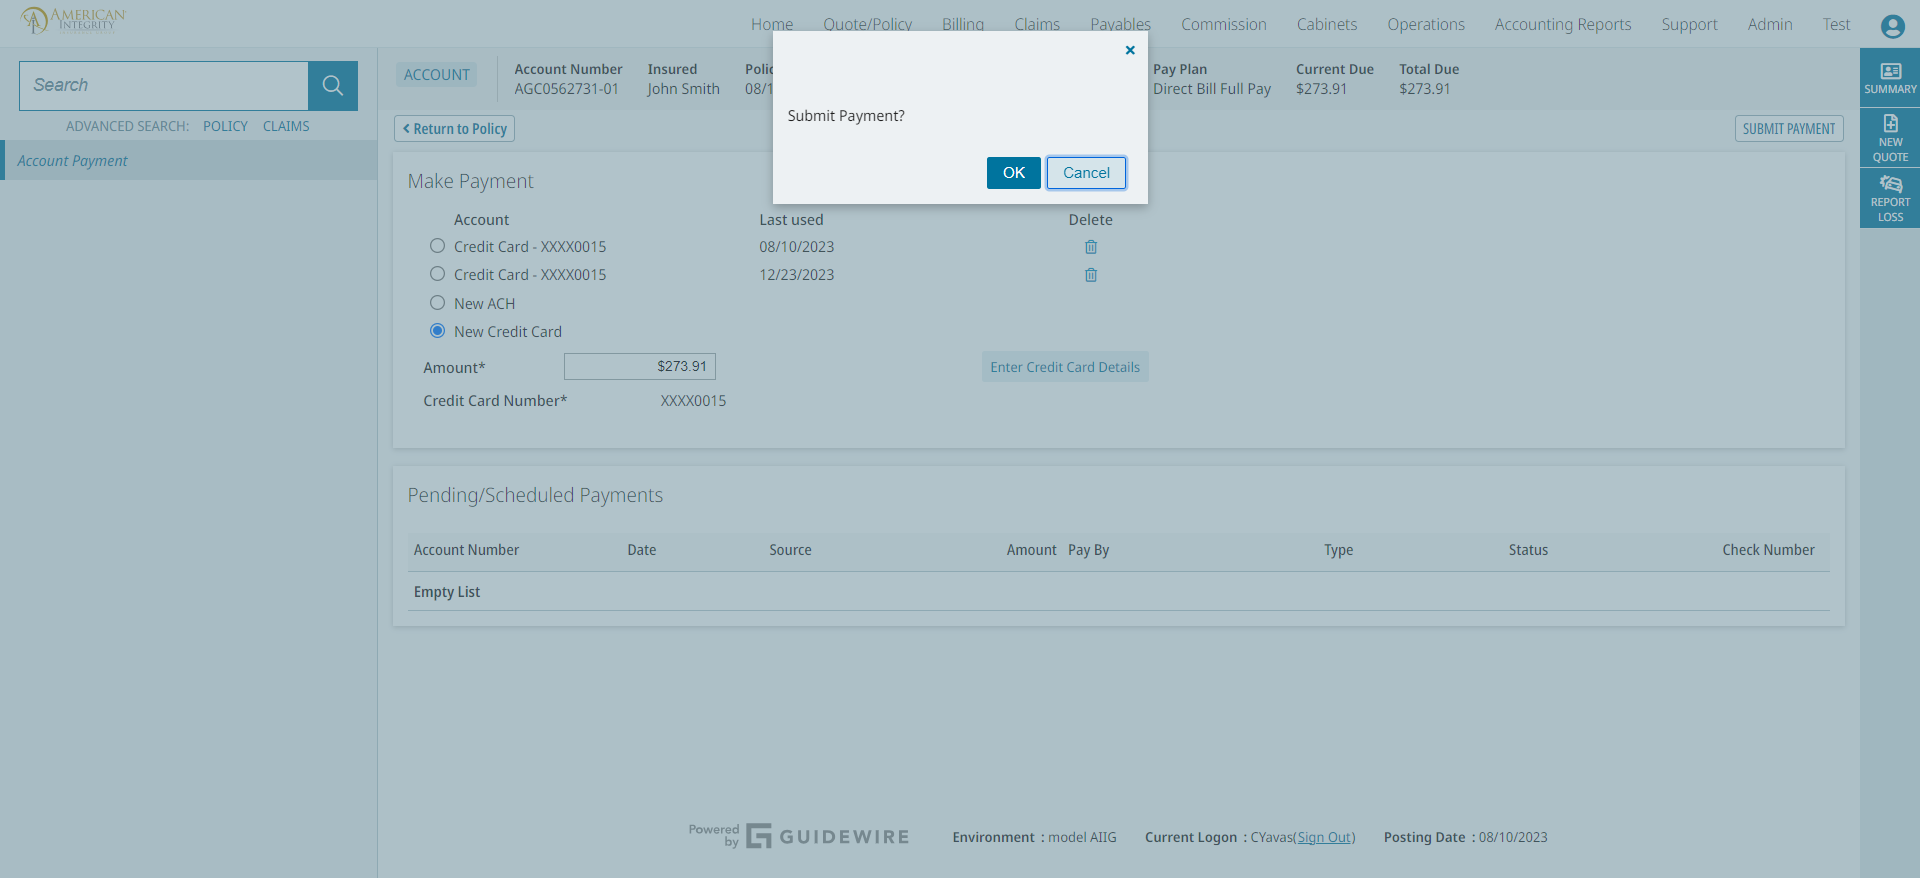 AMERICAN
INTEGRITY
Home Quote/Policy Billing Claims Payables Commission Cabinets Operations Accounting Reports Support Admin Test
Search
ADVANCED SEARCH: POLICY CLAIMS
Account Payment
ACCOUNT
Account Number Insured Polic Pay Plan Current Due Total Due
AGC0562731-01 John Smith 08/1 Direct Bill Full Pay $273.91 $273.91
Submit Payment?
OK Cancel
Return to Policy
SUBMIT PAYMENT
SUMMARY
NEW
QUOTE
REPORT
LOSS
Make Payment
Account Last used Delete
Credit Card - XXXX0015 08/10/2023
Credit Card - XXXX0015 12/23/2023
New ACH
New Credit Card
Amount* $273.91 Enter Credit Card Details
Credit Card Number* XXXX0015
Pending/Scheduled Payments
Account Number Date Source Amount Pay By Type Status Check Number
Empty List
Powered
by GUIDEWIRE
Environment : model AIIG Current Logon : CYavas(Sign Out) Posting Date : 08/10/2023